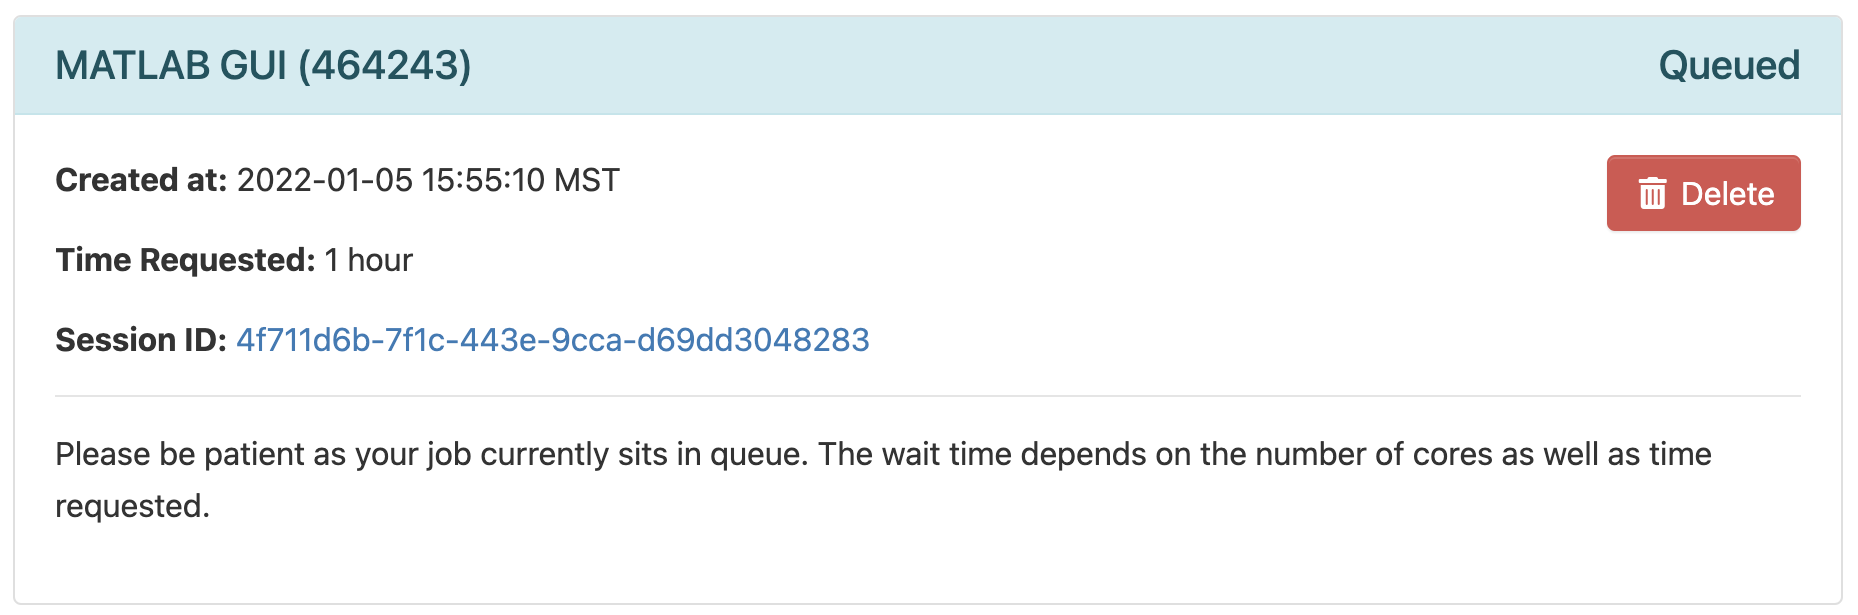 MATLAB GUI (464243) Queued
Created at: 2022-01-05 15:55:10 MST
Delete
Time Requested: 1 hour
Session ID: 4f711d6b-7f1c-443e-9cca-d69dd3048283
Please be patient as your job currently sits in queue. The wait time depends on the number of cores as well as time
requested.